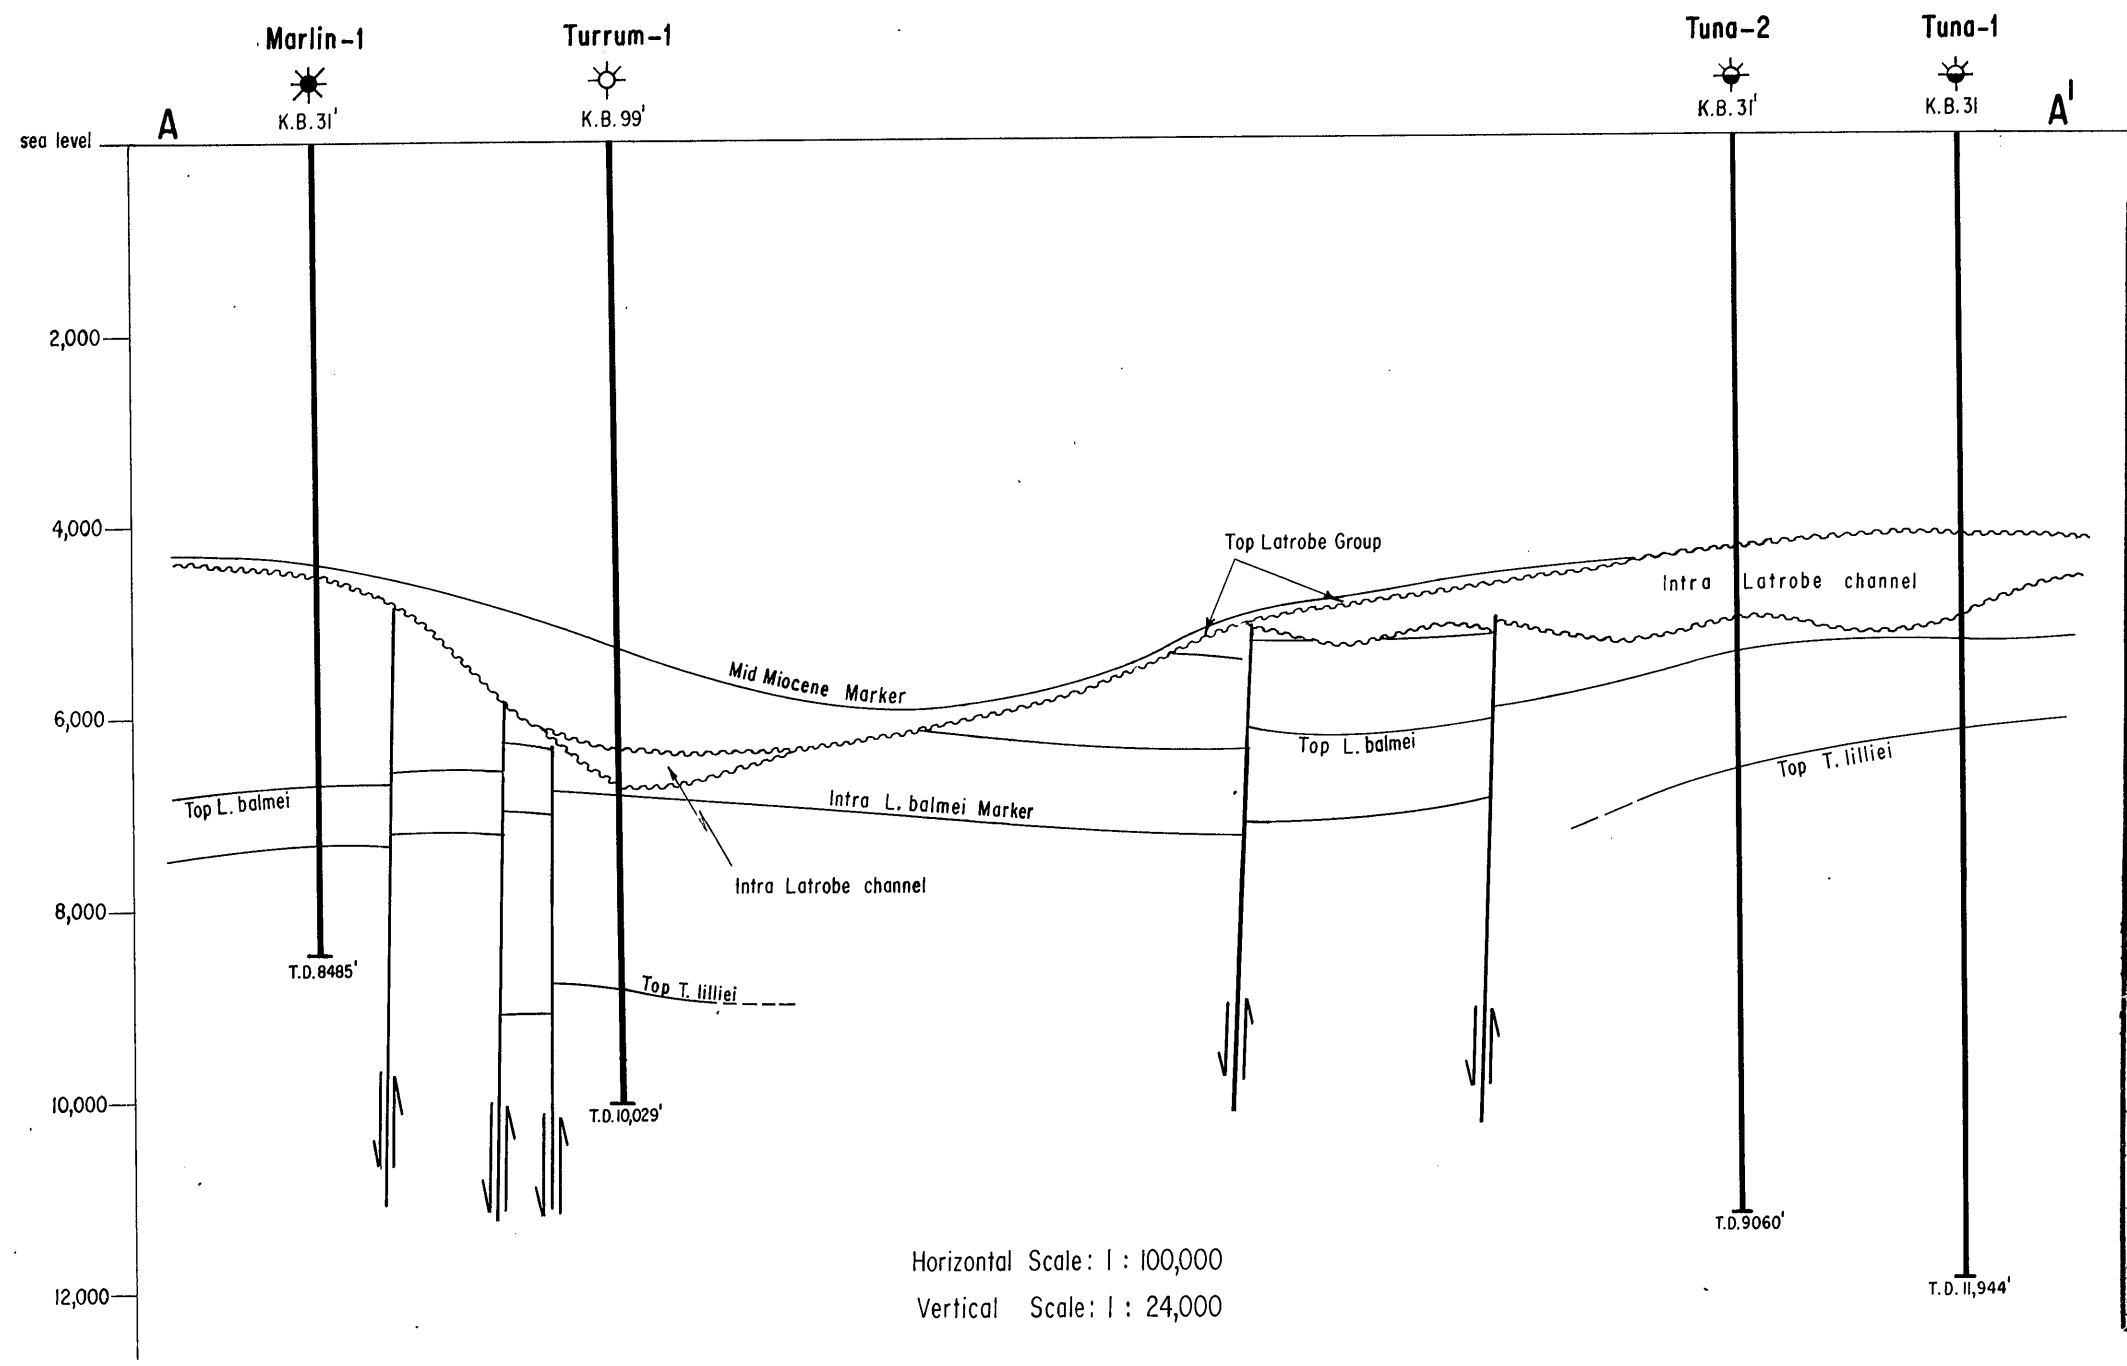 Marlin-1
Turrum-1
Tuna-2
Tuna-1
A
K.B.31'
K.B.99'
K.B.31'
K.B.31
A'
sea level
2,000
4,000
Top Latrobe Group
Intra Latrobe channel
Mid Miocene Marker
6,000
Top L. balmei
Top T. lilliei
Top L. balmei
Intra L. balmei Marker
Intra Latrobe channel
8,000
T.D.8485'
Top T. lilliei
10,000
T.D.10,029'
T.D.9060'
Horizontal Scale: 1 : 100,000
12,000
T.D.11,944'
Vertical Scale: 1 : 24,000